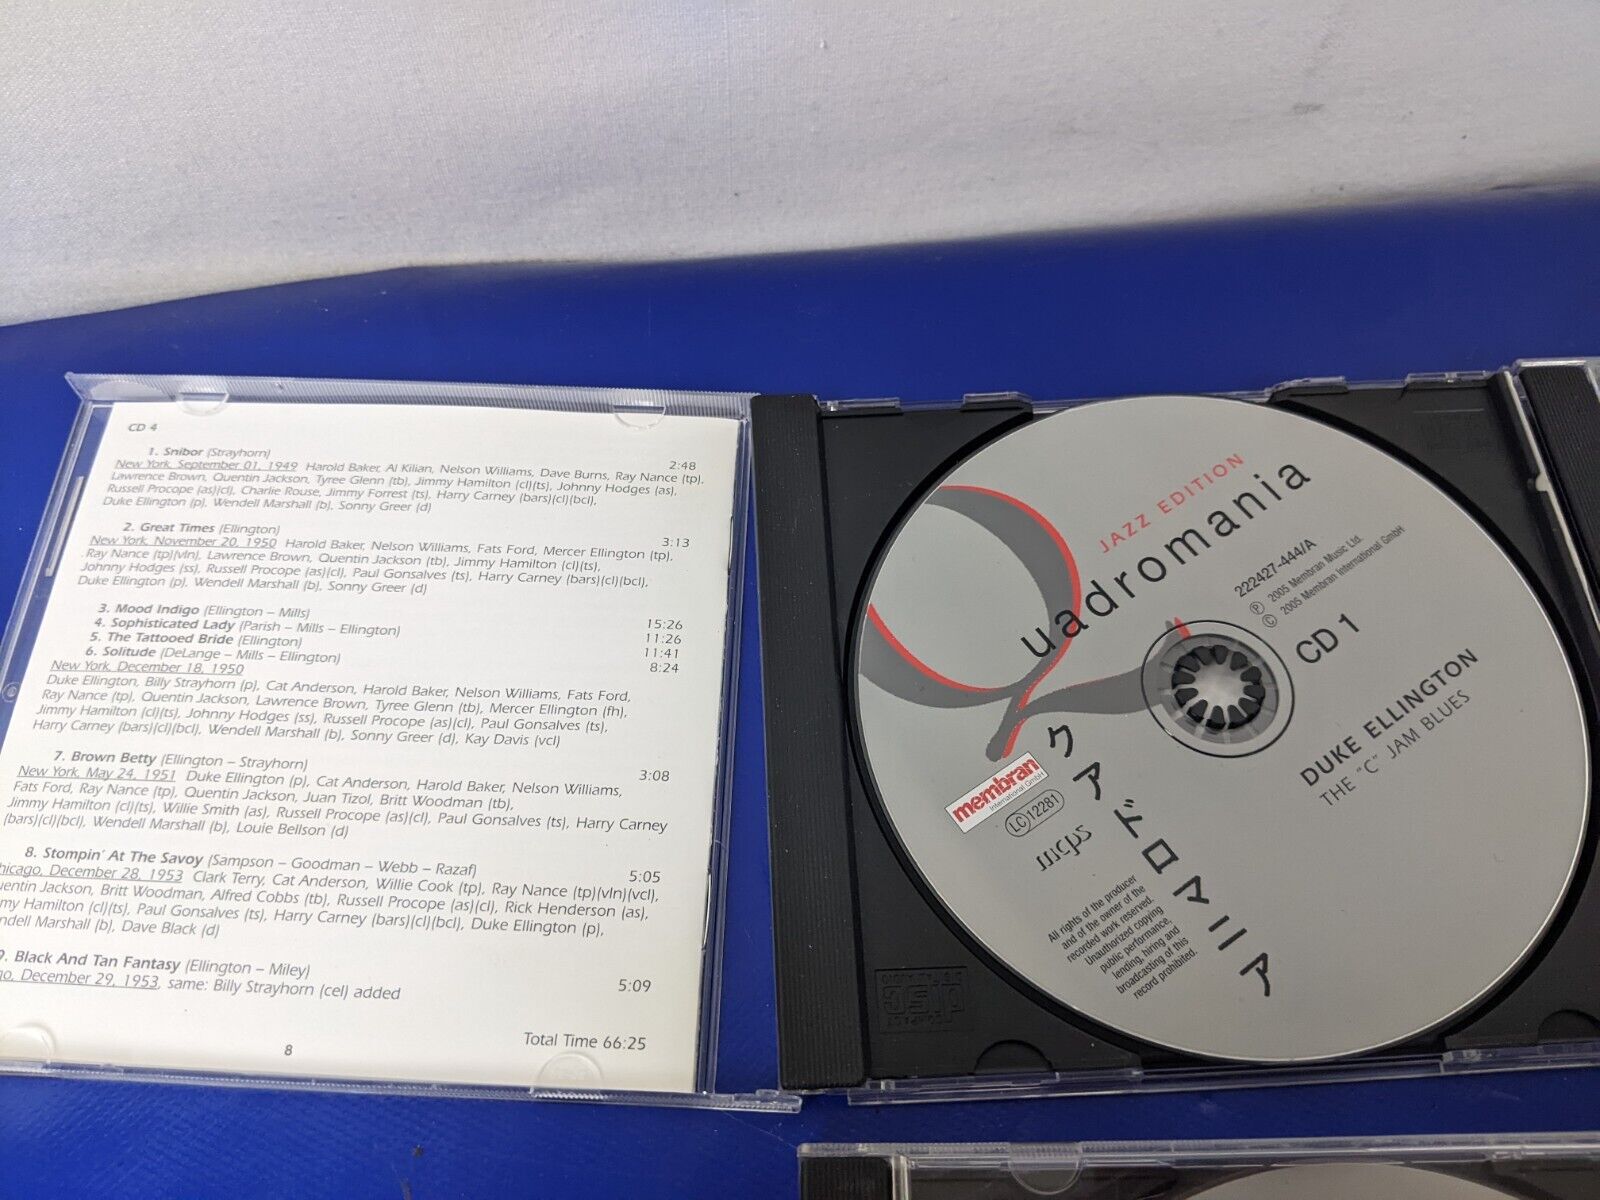 CD 4
1. Snibor (Strayhorn) 2:48
New York, September 01, 1949 Harold Baker, Al Kilian, Nelson Williams, Dave Burns, Ray Nance (tp),
Lawrence Brown, Quentin Jackson, Tyree Glenn (tb), Jimmy Hamilton (cl)(ts), Johnny Hodges (as),
Russell Procope (as)(cl), Charlie Rouse, Jimmy Forrest (ts), Harry Carney (bars)(cl)(bcl),
Duke Ellington (p), Wendell Marshall (b), Sonny Greer (d)
2. Great Times (Ellington) 3:13
New York, November 20, 1950 Harold Baker, Nelson Williams, Fats Ford, Mercer Ellington (tp),
Ray Nance (tp)(vln), Lawrence Brown, Quentin Jackson (tb), Jimmy Hamilton (cl)(ts),
Johnny Hodges (ss), Russell Procope (as)(cl), Paul Gonsalves (ts), Harry Carney (bars)(cl)(bcl),
Duke Ellington (p), Wendell Marshall (b), Sonny Greer (d)
3. Mood Indigo (Ellington – Mills) 15:26
4. Sophisticated Lady (Parish – Mills – Ellington) 11:26
5. The Tattooed Bride (Ellington) 11:41
6. Solitude (DeLange – Mills – Ellington) 8:24
New York, December 18, 1950
Duke Ellington, Billy Strayhorn (p), Cat Anderson, Harold Baker, Nelson Williams, Fats Ford,
Ray Nance (tp), Quentin Jackson, Lawrence Brown, Tyree Glenn (tb), Mercer Ellington (fh),
Jimmy Hamilton (cl)(ts), Johnny Hodges (ss), Russell Procope (as)(cl), Paul Gonsalves (ts),
Harry Carney (bars)(cl)(bcl), Wendell Marshall (b), Sonny Greer (d), Kay Davis (vcl)
7. Brown Betty (Ellington – Strayhorn) 3:08
New York, May 24, 1951 Duke Ellington (p), Cat Anderson, Harold Baker, Nelson Williams,
Fats Ford, Ray Nance (tp), Quentin Jackson, Juan Tizol, Britt Woodman (tb),
Jimmy Hamilton (cl)(ts), Willie Smith (as), Russell Procope (as)(cl), Paul Gonsalves (ts), Harry Carney
(bars)(cl)(bcl), Wendell Marshall (b), Louie Bellson (d)
8. Stompin' At The Savoy (Sampson – Goodman – Webb – Razaf) 5:05
hicago, December 28, 1953 Clark Terry, Cat Anderson, Willie Cook (tp), Ray Nance (tp)(vln)(vcl),
uentin Jackson, Britt Woodman, Alfred Cobbs (tb), Russell Procope (as)(cl), Rick Henderson (as),
my Hamilton (cl)(ts), Paul Gonsalves (ts), Harry Carney (bars)(cl)(bcl), Duke Ellington (p),
ndell Marshall (b), Dave Black (d)
9. Black And Tan Fantasy (Ellington – Miley) 5:09
go, December 29, 1953, same: Billy Strayhorn (cel) added
Total Time 66:25
8
JAZZ EDITION
uadromania
222427-444/A
℗ 2005 Membran Music Ltd.
© 2005 Membran International GmbH
CD 1
DUKE ELLINGTON
THE "C" JAM BLUES
クアドロマニア
membran
International GmbH
LC 12281
mcps
All rights of the producer
and of the owner of the
recorded work reserved.
Unauthorized copying
public performance,
lending, hiring and
broadcasting of this
record prohibited.
COMPACT
disc
DIGITAL AUDIO